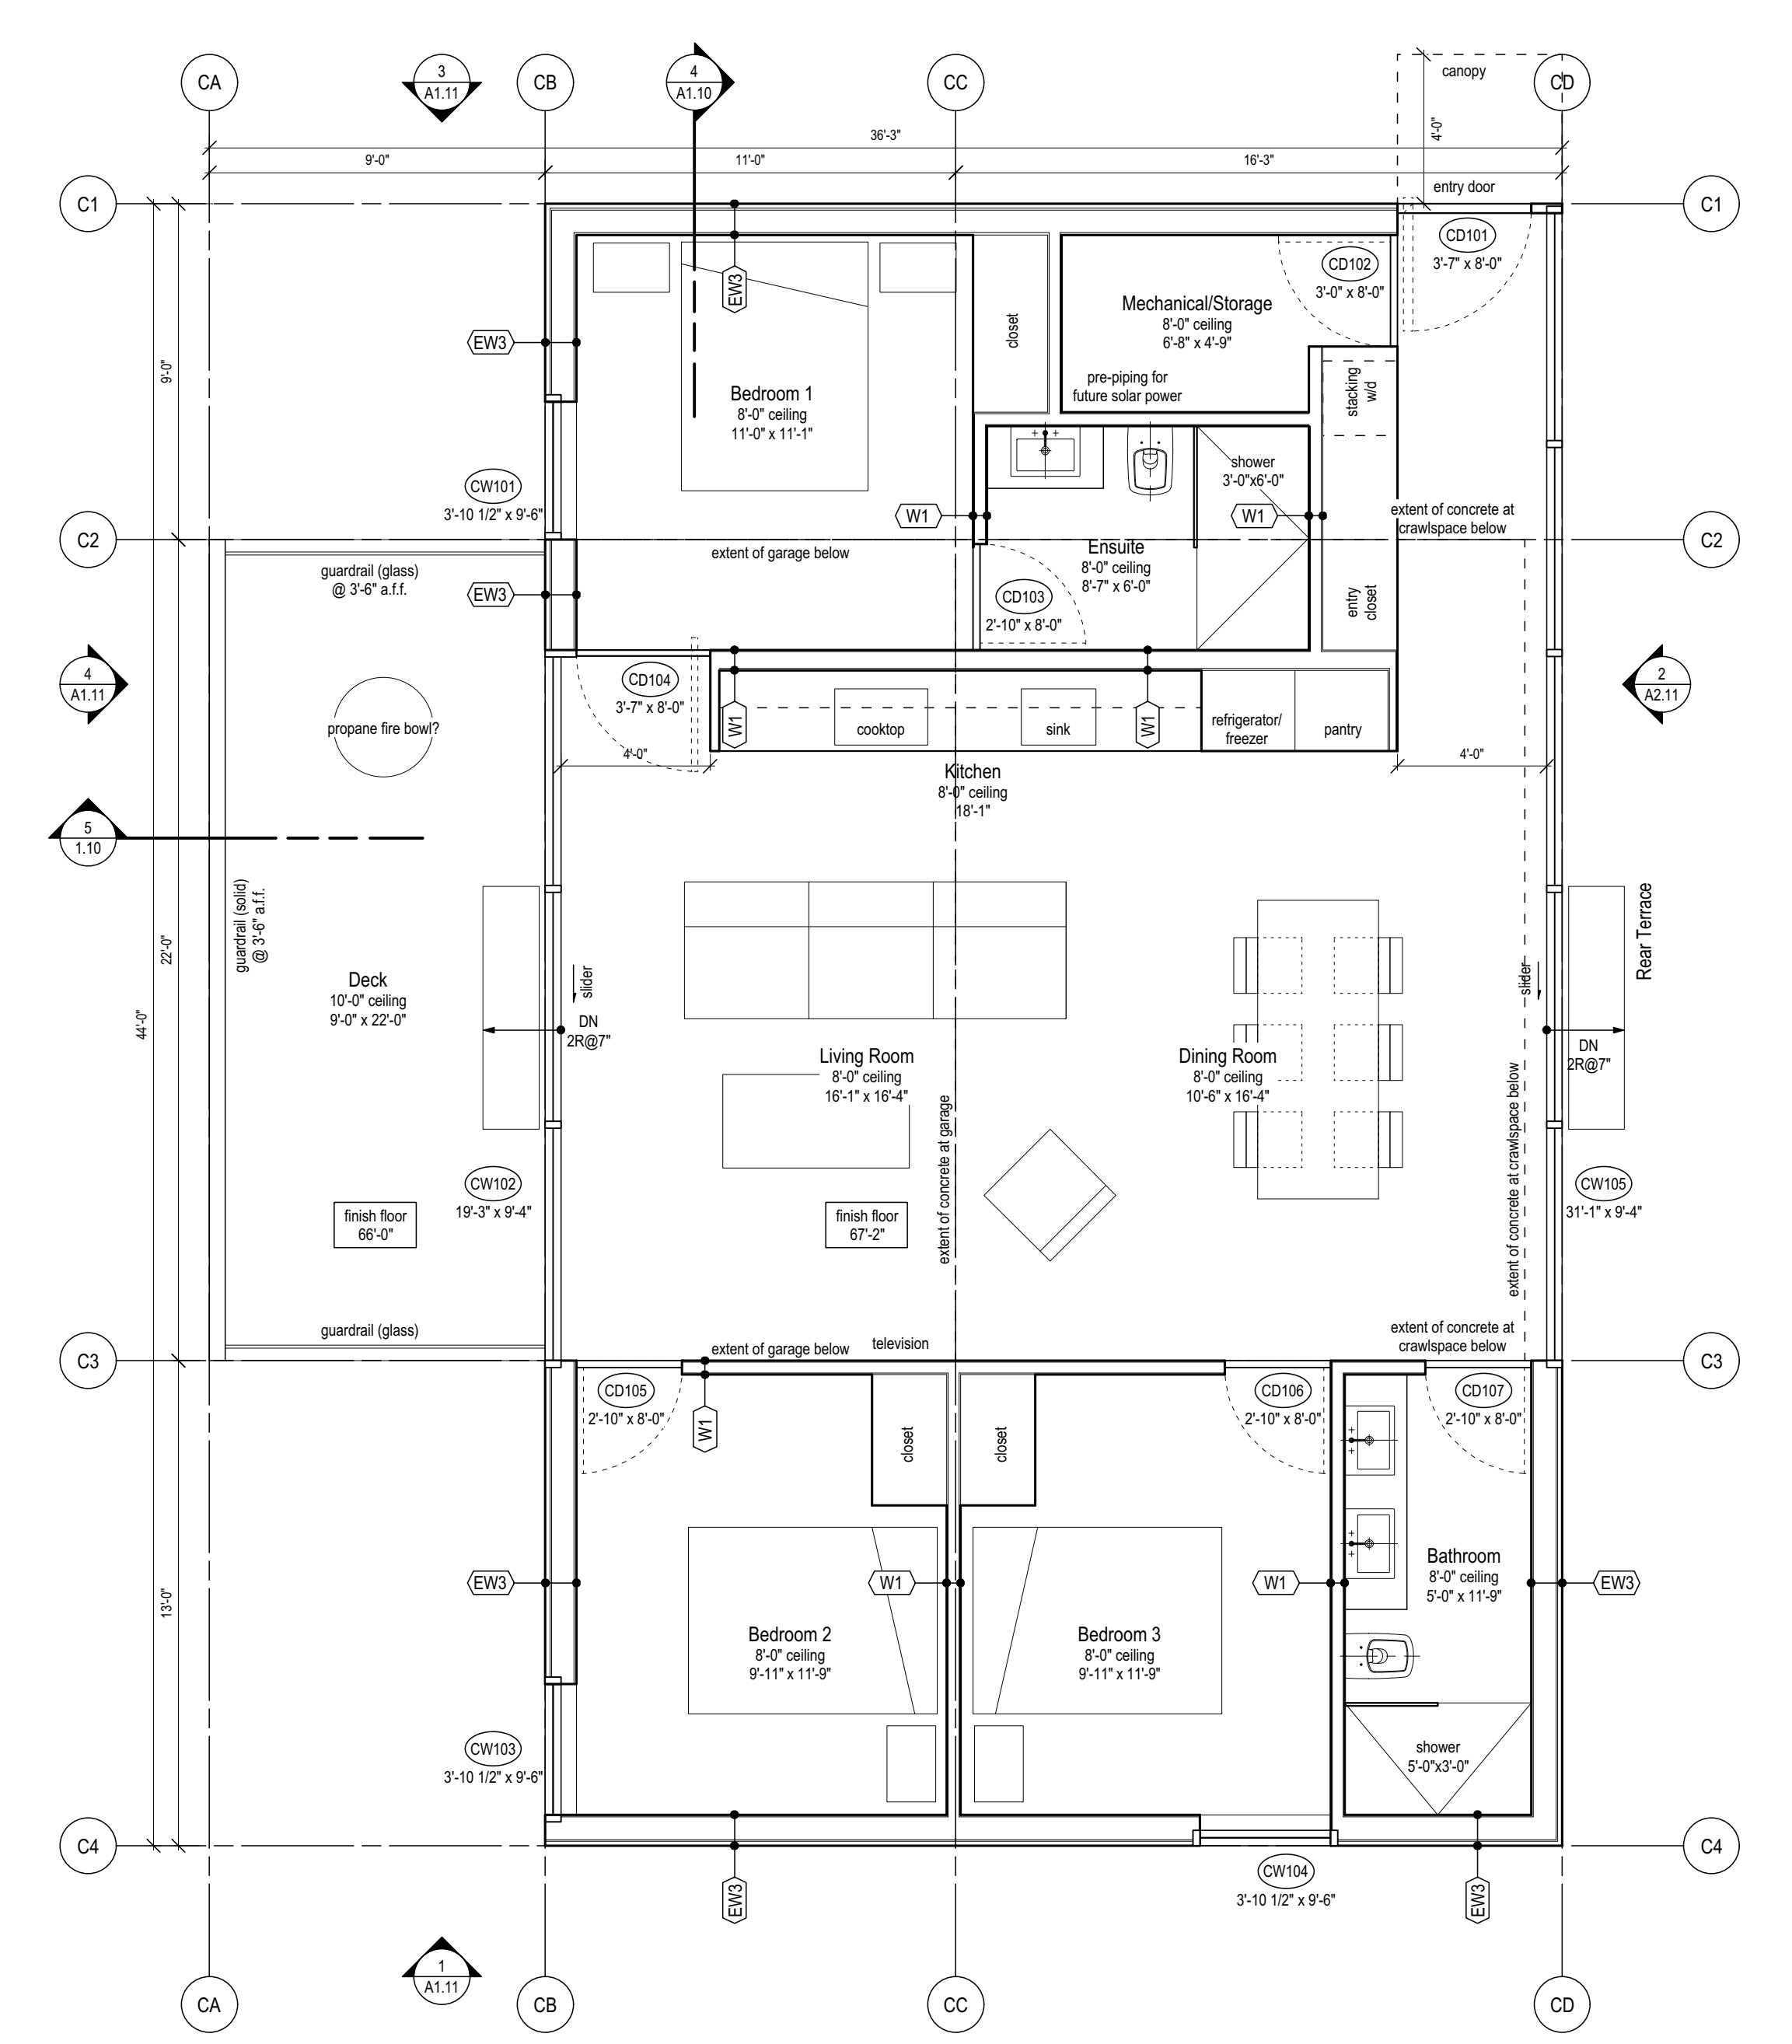 CA
CB
CC
CD
3
A1.11
4
A1.10
canopy
36'-3"
4'-0"
9'-0"
11'-0"
16'-3"
entry door
C1
C1
CD101
3'-7" x 8'-0"
CD102
3'-0" x 8'-0"
EW3
EW3
closet
Mechanical/Storage
8'-0" ceiling
6'-8" x 4'-9"
pre-piping for
future solar power
stacking
w/d
9'-0"
Bedroom 1
8'-0" ceiling
11'-0" x 11'-1"
shower
3'-0"x6'-0"
CW101
3'-10 1/2" x 9'-6"
W1
W1
extent of concrete at
crawlspace below
C2
C2
extent of garage below
Ensuite
8'-0" ceiling
8'-7" x 6'-0"
guardrail (glass)
@ 3'-6" a.f.f.
EW3
CD103
2'-10" x 8'-0"
entry
closet
4
A1.11
CD104
3'-7" x 8'-0"
2
A2.11
propane fire bowl?
W1
cooktop
sink
W1
refrigerator/
freezer
pantry
4'-0"
4'-0"
Kitchen
8'-0" ceiling
18'-1"
5
1.10
guardrail (solid)
@ 3'-6" a.f.f.
22'-0"
44'-0"
Deck
10'-0" ceiling
9'-0" x 22'-0"
slider
DN
2R@7"
slider
Rear Terrace
DN
2R@7"
Living Room
8'-0" ceiling
16'-1" x 16'-4"
Dining Room
8'-0" ceiling
10'-6" x 16'-4"
extent of concrete at garage
extent of concrete at crawlspace below
CW102
19'-3" x 9'-4"
CW105
31'-1" x 9'-4"
finish floor
66'-0"
finish floor
67'-2"
guardrail (glass)
extent of garage below
television
extent of concrete at
crawlspace below
C3
C3
CD105
2'-10" x 8'-0"
W1
closet
closet
CD106
2'-10" x 8'-0"
CD107
2'-10" x 8'-0"
13'-0"
EW3
W1
W1
Bathroom
8'-0" ceiling
5'-0" x 11'-9"
EW3
Bedroom 2
8'-0" ceiling
9'-11" x 11'-9"
Bedroom 3
8'-0" ceiling
9'-11" x 11'-9"
CW103
3'-10 1/2" x 9'-6"
shower
5'-0"x3'-0"
C4
C4
EW3
CW104
3'-10 1/2" x 9'-6"
EW3
1
A1.11
CA
CB
CC
CD